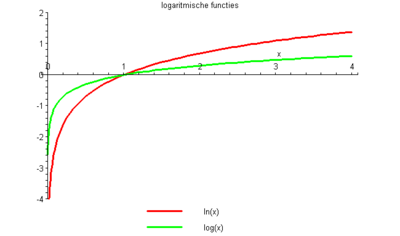 logaritmische functies
2
1
x
0 1 2 3 4
0
-1
-2
-3
-4
ln(x)
log(x)